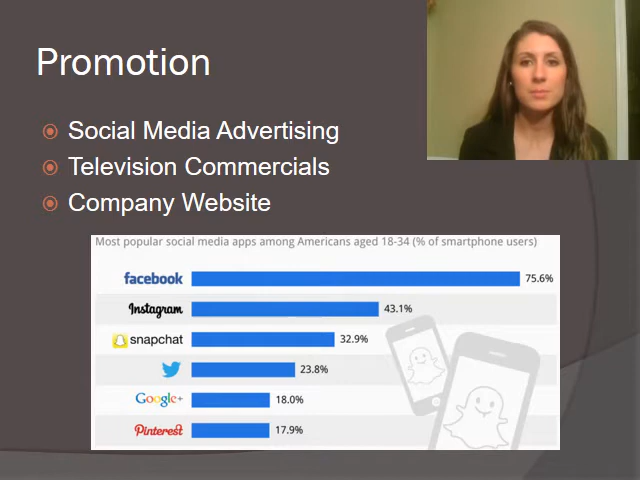 Promotion
Social Media Advertising
Television Commercials
Company Website
Most popular social media apps among Americans aged 18-34 (% of smartphone users)
facebook 75.6%
Instagram 43.1%
snapchat 32.9%
23.8%
Google+ 18.0%
Pinterest 17.9%